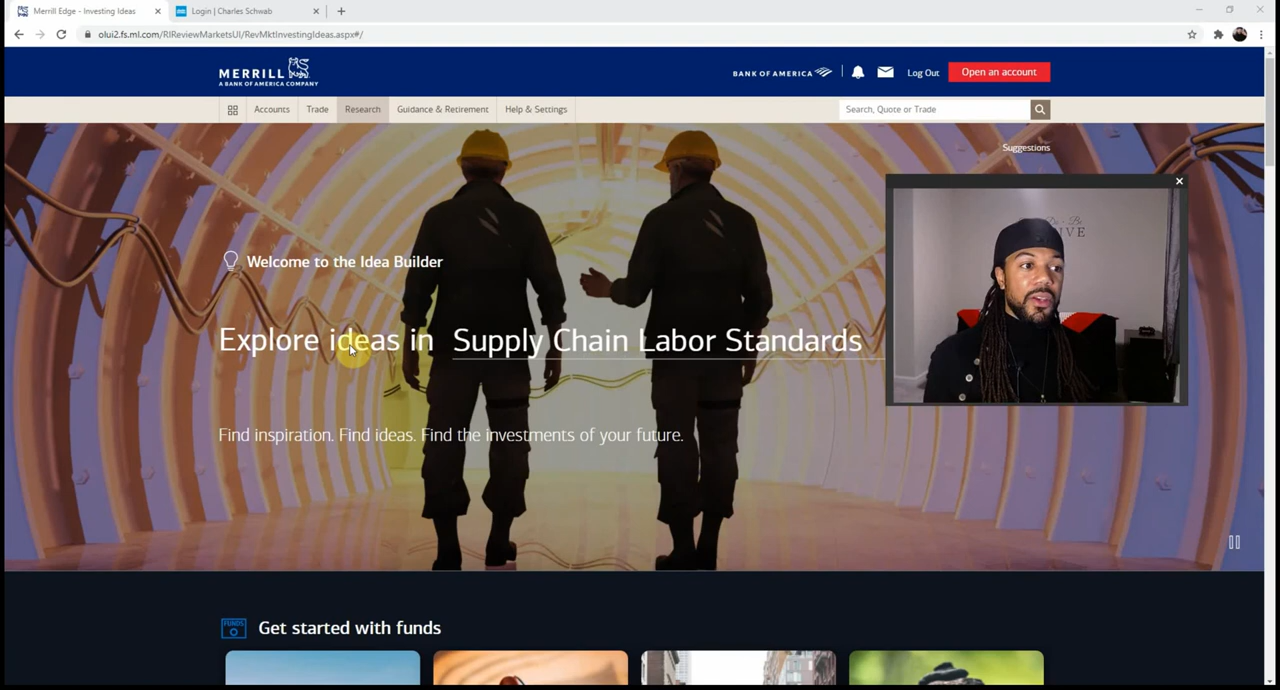 Merrill Edge - Investing Ideas
Login | Charles Schwab
olui2.fs.ml.com/RIReviewMarketsUI/RevMktInvestingIdeas.aspx#/
MERRILL
A BANK OF AMERICA COMPANY
BANK OF AMERICA
Log Out
Open an account
Accounts
Trade
Research
Guidance & Retirement
Help & Settings
Search, Quote or Trade
Suggestions
Welcome to the Idea Builder
Explore ideas in Supply Chain Labor Standards
Find inspiration. Find ideas. Find the investments of your future.
FUNDS
Get started with funds